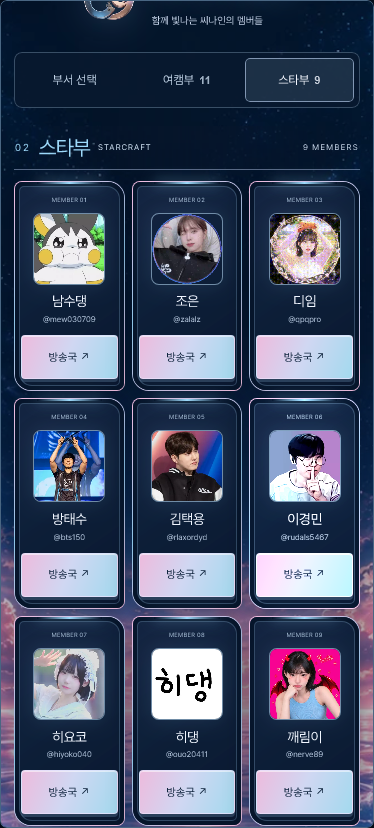 함께 빛나는 씨나인의 멤버들
부서 선택
여캠부 11
스타부 9
02 스타부 STARCRAFT
9 MEMBERS
MEMBER 01
MEMBER 02
MEMBER 03
남수댕
조은
디임
@mew030709
@zalalz
@qpqpro
방송국 ↗
방송국 ↗
방송국 ↗
MEMBER 04
MEMBER 05
MEMBER 06
방태수
김택용
이경민
@bts150
@rlaxordyd
@rudals5467
방송국 ↗
방송국 ↗
방송국 ↗
MEMBER 07
MEMBER 08
MEMBER 09
히댕
히요코
히댕
깨림이
@hiyoko040
@ouo20411
@nerve89
방송국 ↗
방송국 ↗
방송국 ↗